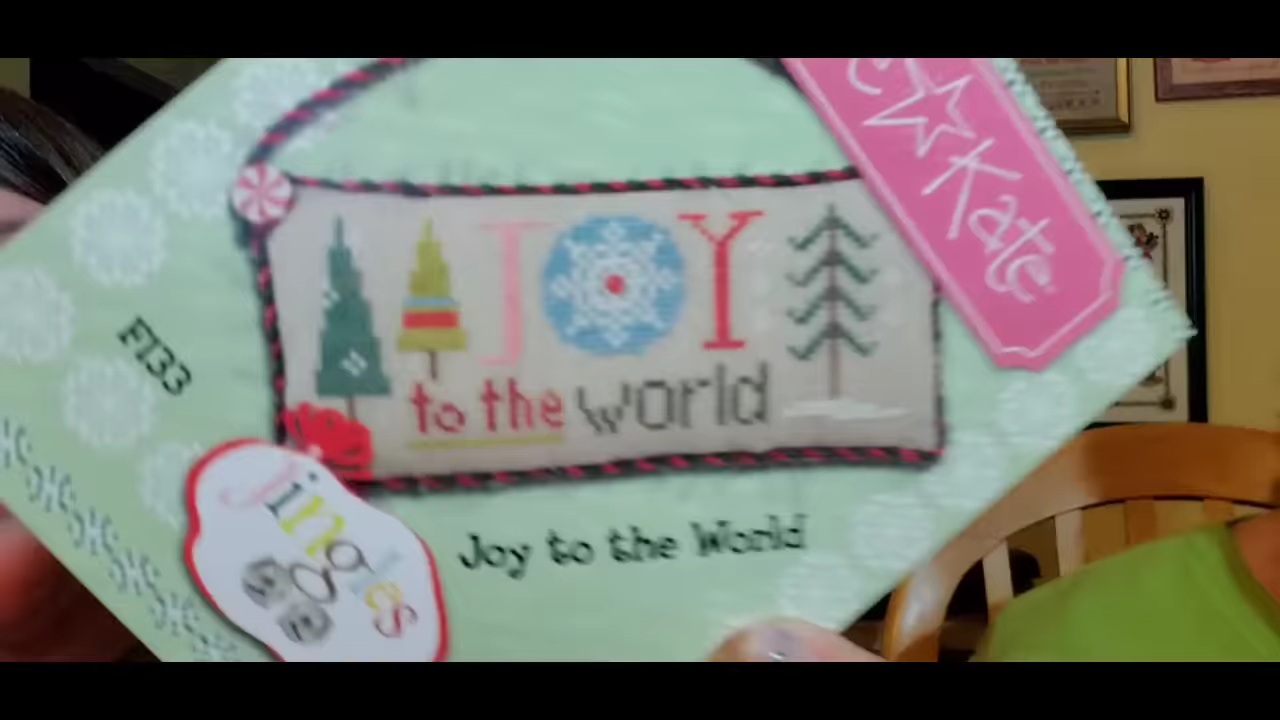 Kate
JOY
to the world
F133
Jingles
Joy to the World